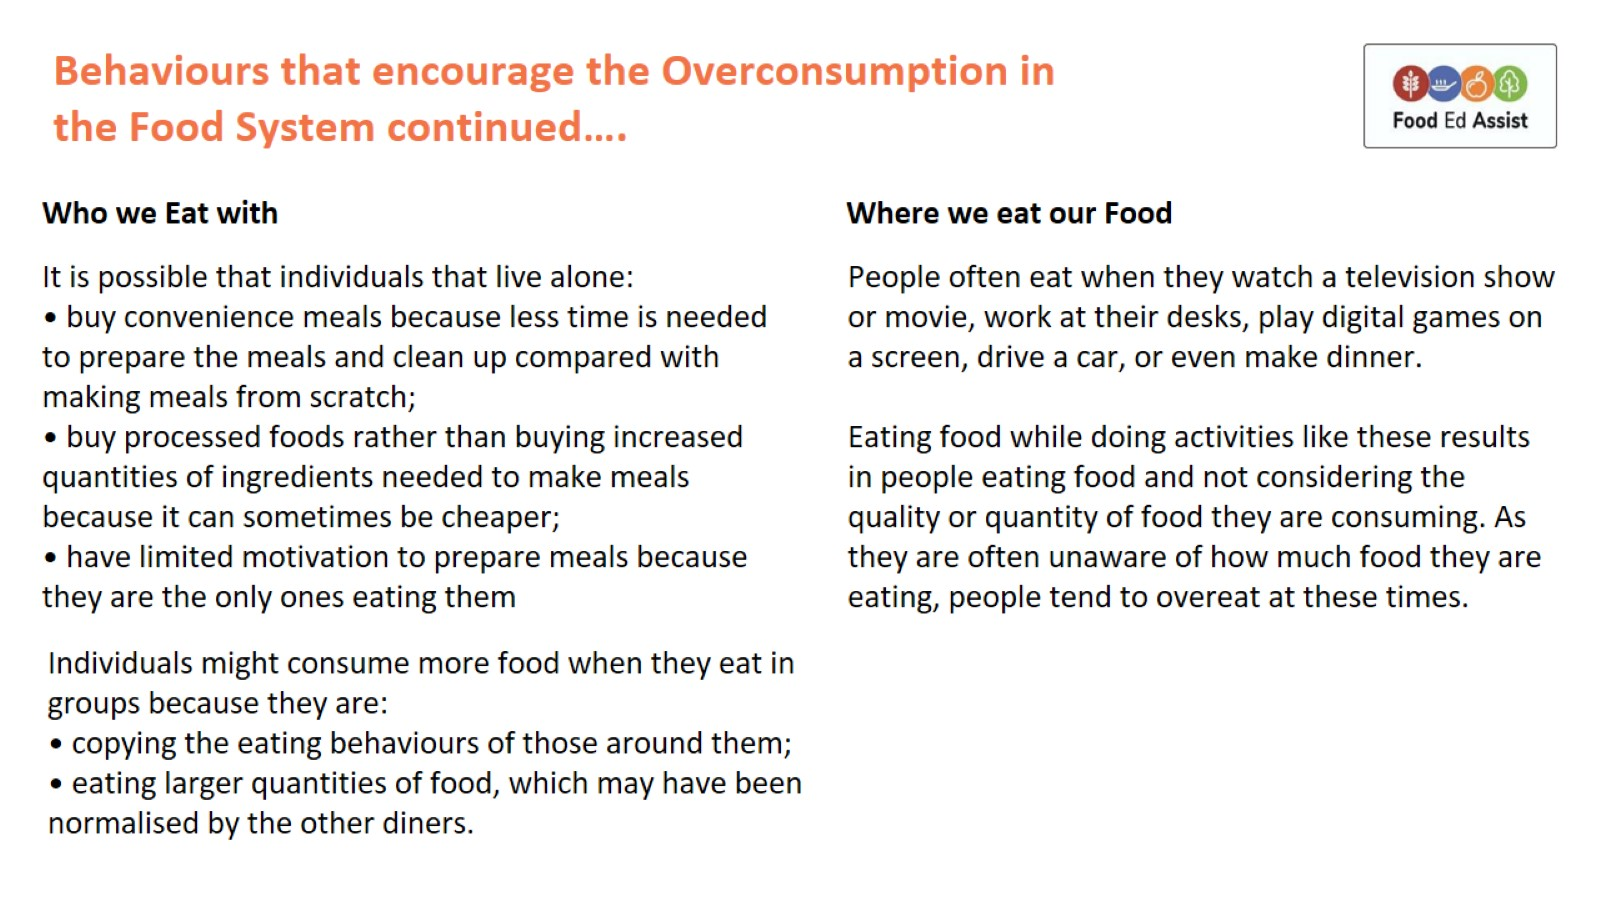 Behaviours that encourage the Overconsumption in
the Food System continued....
Food Ed Assist
Who we Eat with
It is possible that individuals that live alone:
• buy convenience meals because less time is needed
to prepare the meals and clean up compared with
making meals from scratch;
• buy processed foods rather than buying increased
quantities of ingredients needed to make meals
because it can sometimes be cheaper;
• have limited motivation to prepare meals because
they are the only ones eating them
Individuals might consume more food when they eat in
groups because they are:
• copying the eating behaviours of those around them;
• eating larger quantities of food, which may have been
normalised by the other diners.
Where we eat our Food
People often eat when they watch a television show
or movie, work at their desks, play digital games on
a screen, drive a car, or even make dinner.
Eating food while doing activities like these results
in people eating food and not considering the
quality or quantity of food they are consuming. As
they are often unaware of how much food they are
eating, people tend to overeat at these times.